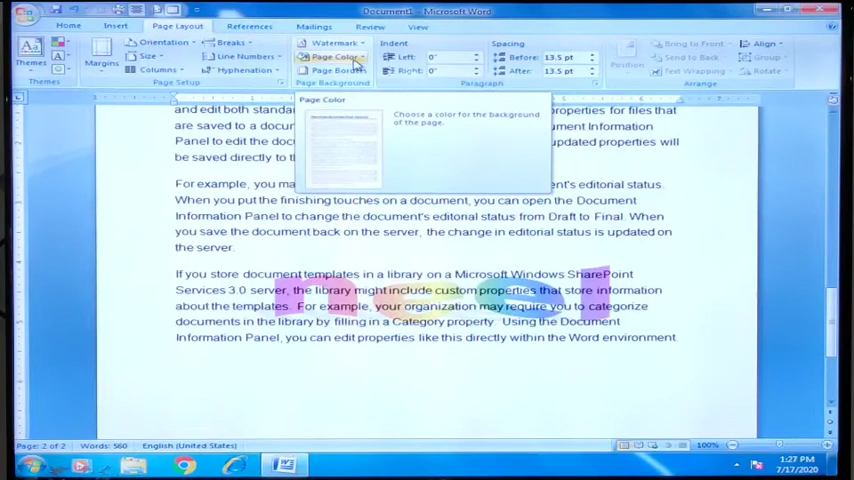 Document1 - Microsoft Word
Home Insert Page Layout References Mailings Review View
Themes
Themes
Margins
Orientation
Size
Columns
Breaks
Line Numbers
Hyphenation
Page Setup
Watermark
Page Color
Page Borders
Page Background
Indent
Left: 0"
Right: 0"
Spacing
Before: 13.5 pt
After: 13.5 pt
Paragraph
Position
Bring to Front
Send to Back
Text Wrapping
Align
Group
Rotate
Arrange
Page Color
Choose a color for the background
of the page.
and edit both standar properties for files that
are saved to a docum ument Information
Panel to edit the docu updated properties will
be saved directly to th
For example, you ma nt's editorial status.
When you put the finishing touches on a document, you can open the Document
Information Panel to change the document's editorial status from Draft to Final. When
you save the document back on the server, the change in editorial status is updated on
the server.
If you store document templates in a library on a Microsoft Windows SharePoint
Services 3.0 server, the library might include custom properties that store information
about the templates. For example, your organization may require you to categorize
documents in the library by filling in a Category property. Using the Document
Information Panel, you can edit properties like this directly within the Word environment.
neel
Page: 2 of 2 Words: 560 English (United States) 100%
1:27 PM
7/17/2020